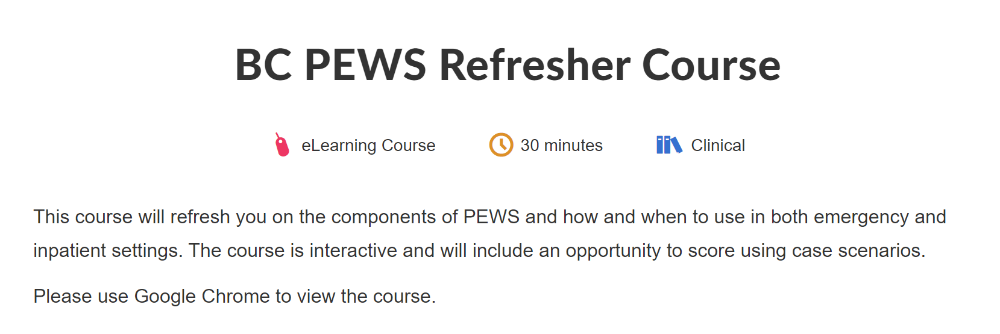 BC PEWS Refresher Course
eLearning Course
30 minutes
Clinical
This course will refresh you on the components of PEWS and how and when to use in both emergency and
inpatient settings. The course is interactive and will include an opportunity to score using case scenarios.
Please use Google Chrome to view the course.